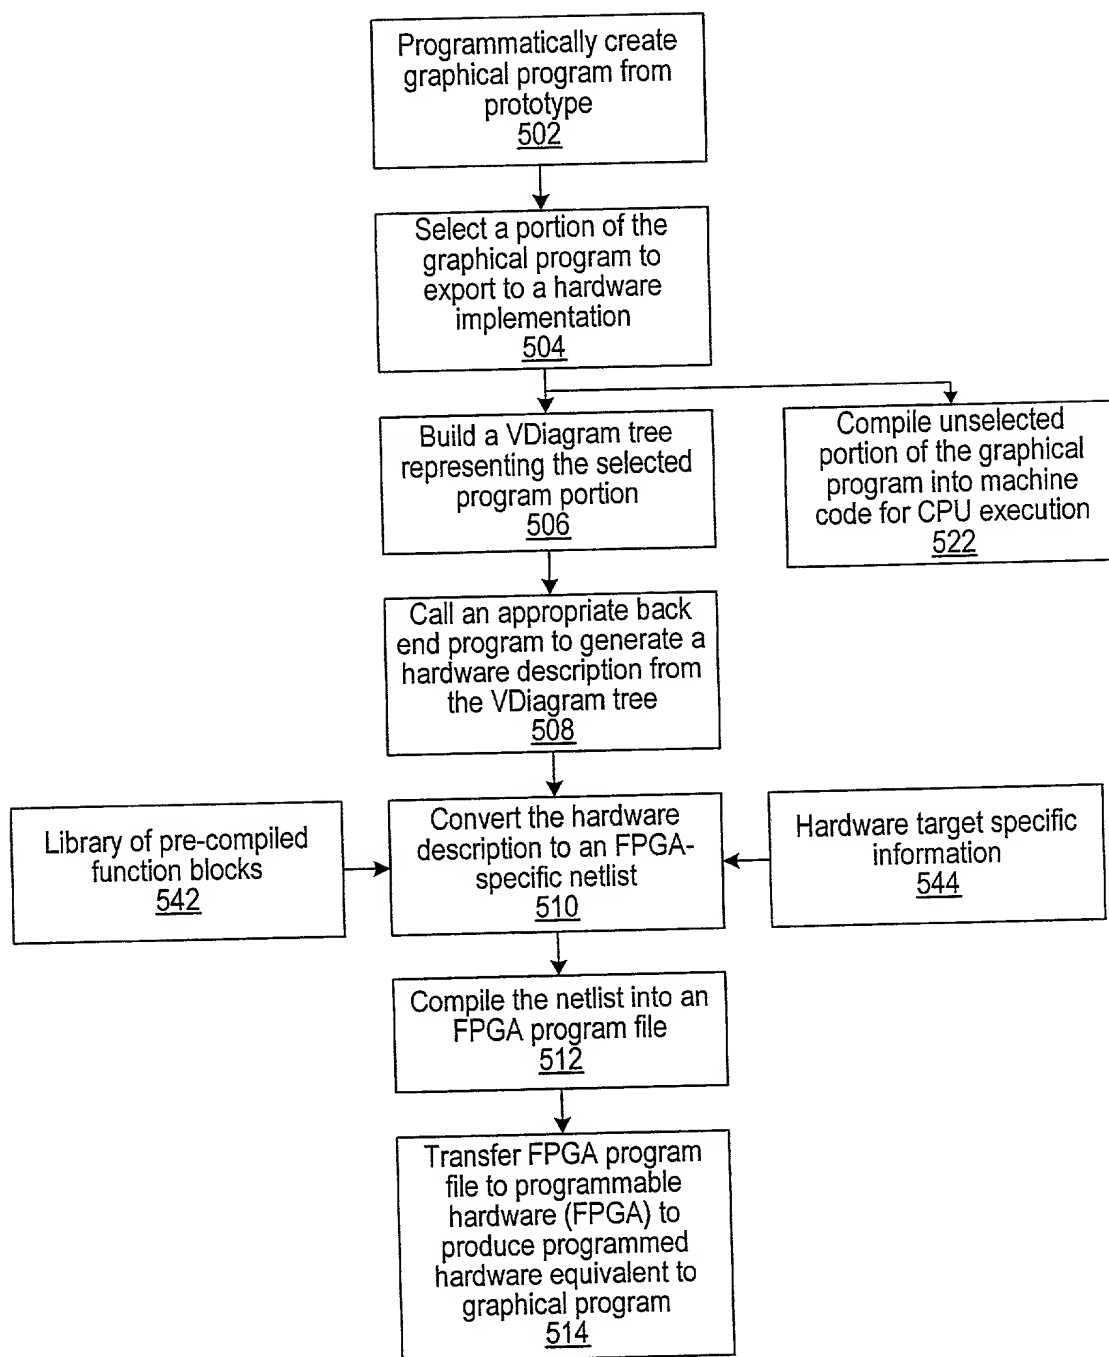 Programmatically create
graphical program from
prototype
502
Select a portion of the
graphical program to
export to a hardware
implementation
504
Build a VDiagram tree
representing the selected
program portion
506
Compile unselected
portion of the graphical
program into machine
code for CPU execution
522
Call an appropriate back
end program to generate a
hardware description from
the VDiagram tree
508
Library of pre-compiled
function blocks
542
Convert the hardware
description to an FPGA-
specific netlist
510
Hardware target specific
information
544
Compile the netlist into an
FPGA program file
512
Transfer FPGA program
file to programmable
hardware (FPGA) to
produce programmed
hardware equivalent to
graphical program
514